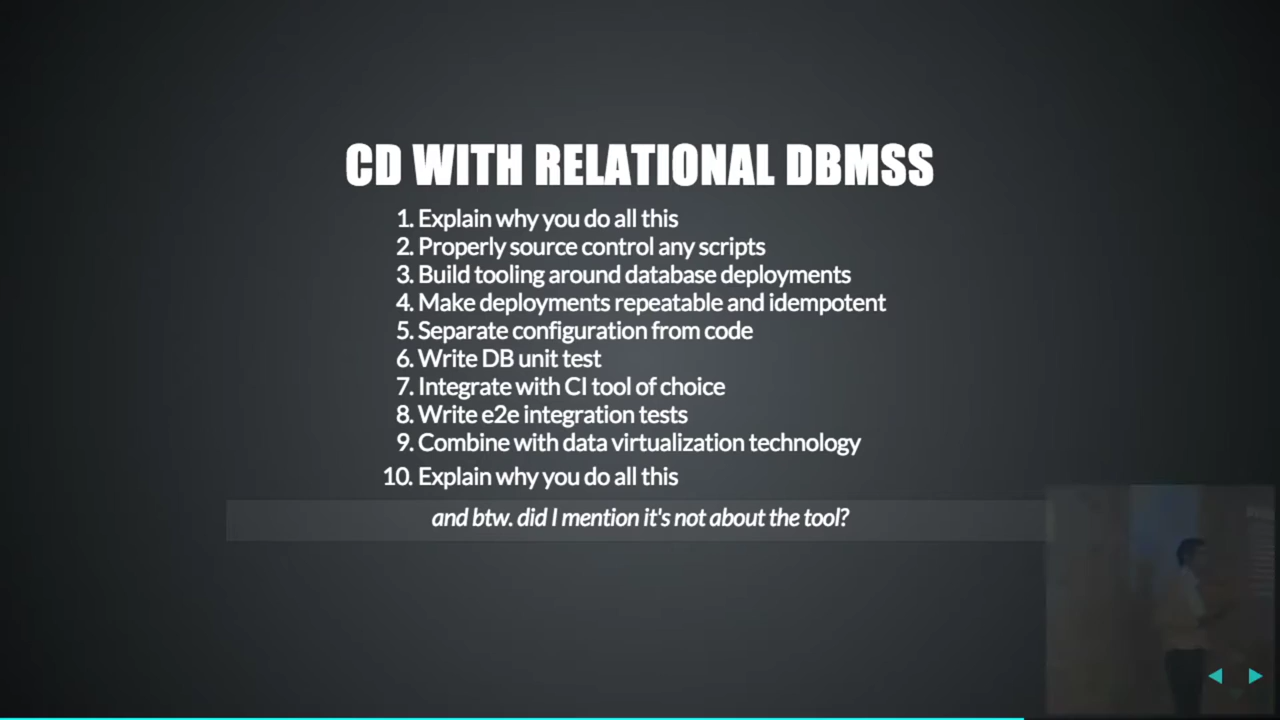 CD WITH RELATIONAL DBMSS
1. Explain why you do all this
2. Properly source control any scripts
3. Build tooling around database deployments
4. Make deployments repeatable and idempotent
5. Separate configuration from code
6. Write DB unit test
7. Integrate with CI tool of choice
8. Write e2e integration tests
9. Combine with data virtualization technology
10. Explain why you do all this
and btw. did I mention it's not about the tool?